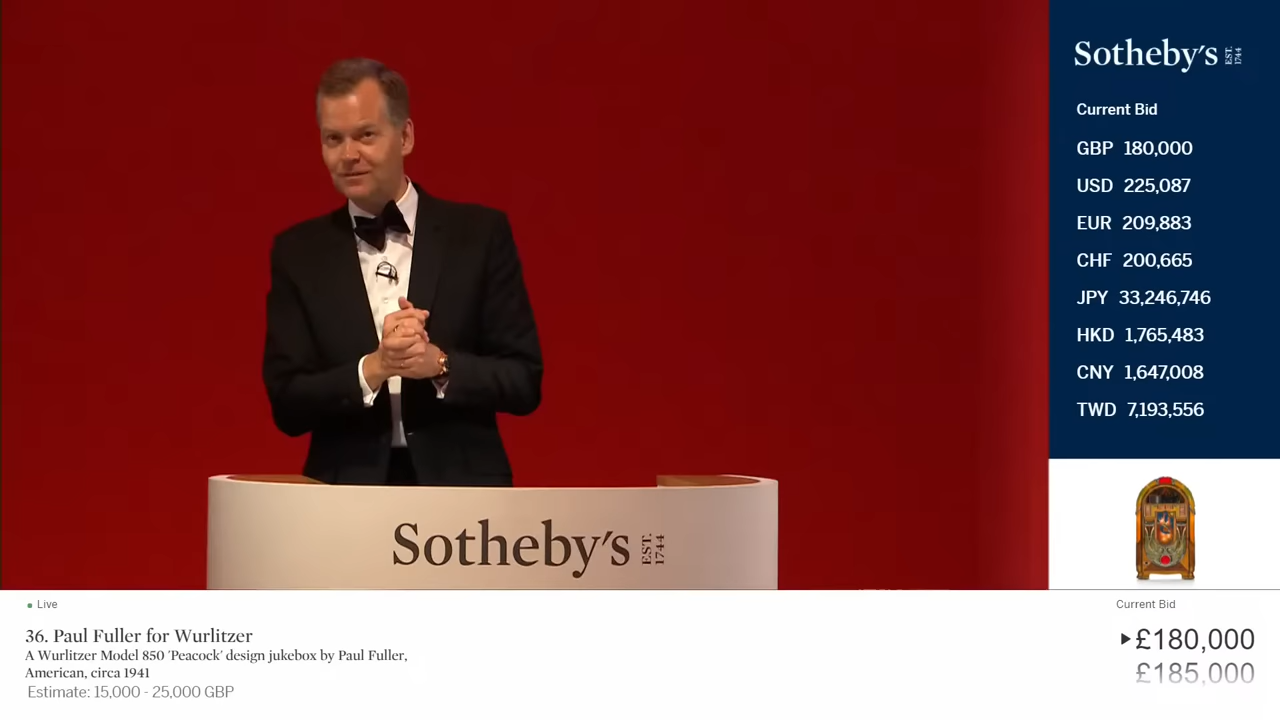 Sotheby's EST. 1744
Current Bid
GBP 180,000
USD 225,087
EUR 209,883
CHF 200,665
JPY 33,246,746
HKD 1,765,483
CNY 1,647,008
TWD 7,193,556
Sotheby's EST. 1744
Live
36. Paul Fuller for Wurlitzer
A Wurlitzer Model 850 'Peacock' design jukebox by Paul Fuller,
American, circa 1941
Estimate: 15,000 - 25,000 GBP
Current Bid
£180,000
£185,000